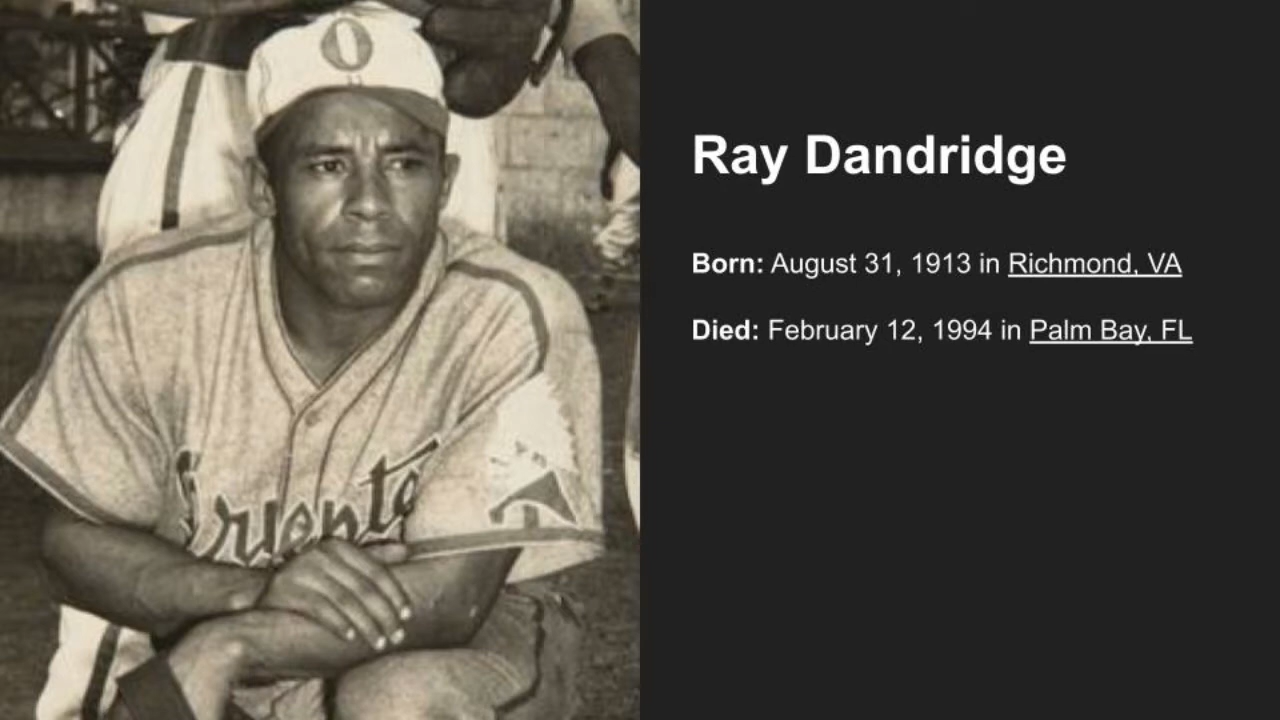 O
Ray Dandridge
Born: August 31, 1913 in Richmond, VA
Died: February 12, 1994 in Palm Bay, FL